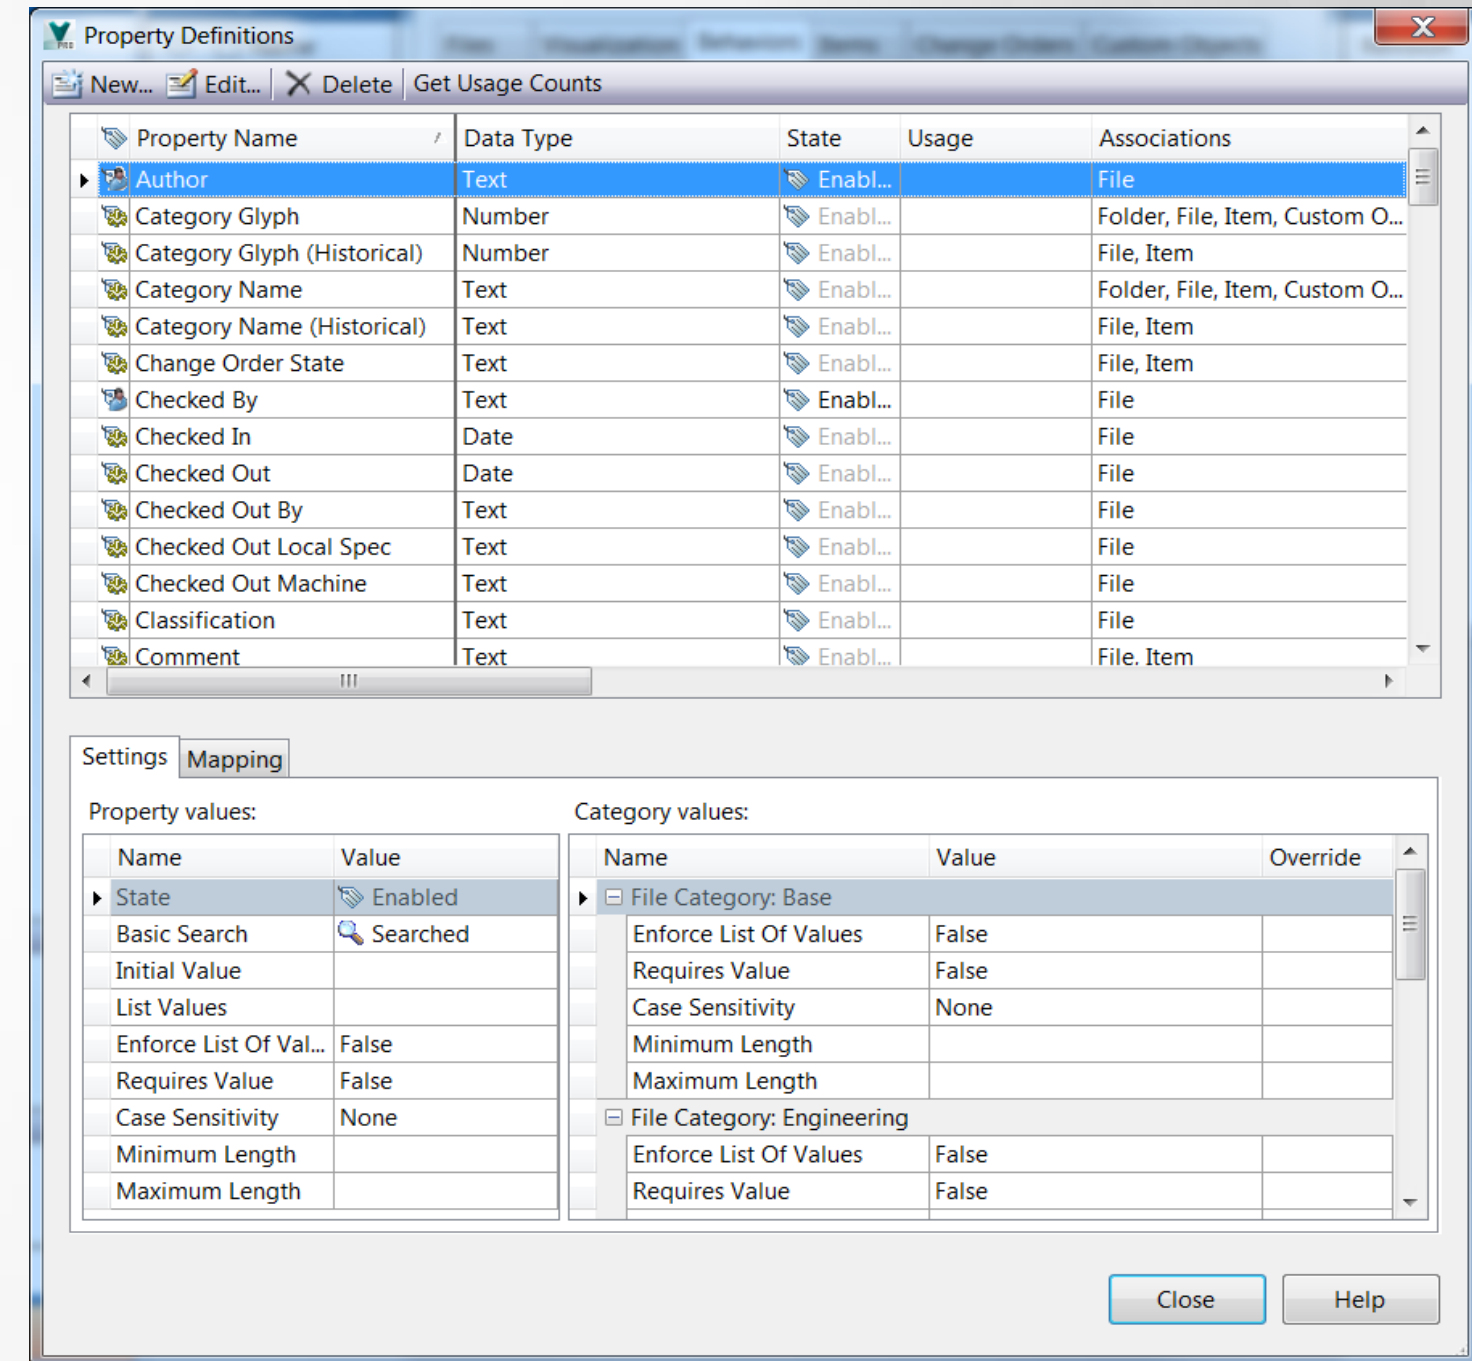 Property Definitions
Files Visualization Behaviors Items Change Orders Custom Objects
New... Edit... Delete Get Usage Counts
Property Name Data Type State Usage Associations
Author Text Enabl... File
Category Glyph Number Enabl... Folder, File, Item, Custom O...
Category Glyph (Historical) Number Enabl... File, Item
Category Name Text Enabl... Folder, File, Item, Custom O...
Category Name (Historical) Text Enabl... File, Item
Change Order State Text Enabl... File, Item
Checked By Text Enabl... File
Checked In Date Enabl... File
Checked Out Date Enabl... File
Checked Out By Text Enabl... File
Checked Out Local Spec Text Enabl... File
Checked Out Machine Text Enabl... File
Classification Text Enabl... File
Comment Text Enabl... File, Item
Settings Mapping
Property values: Category values:
Name Value Name Value Override
State Enabled File Category: Base
Basic Search Searched Enforce List Of Values False
Initial Value Requires Value False
List Values Case Sensitivity None
Enforce List Of Val... False Minimum Length
Requires Value False Maximum Length
Case Sensitivity None File Category: Engineering
Minimum Length Enforce List Of Values False
Maximum Length Requires Value False
Close Help